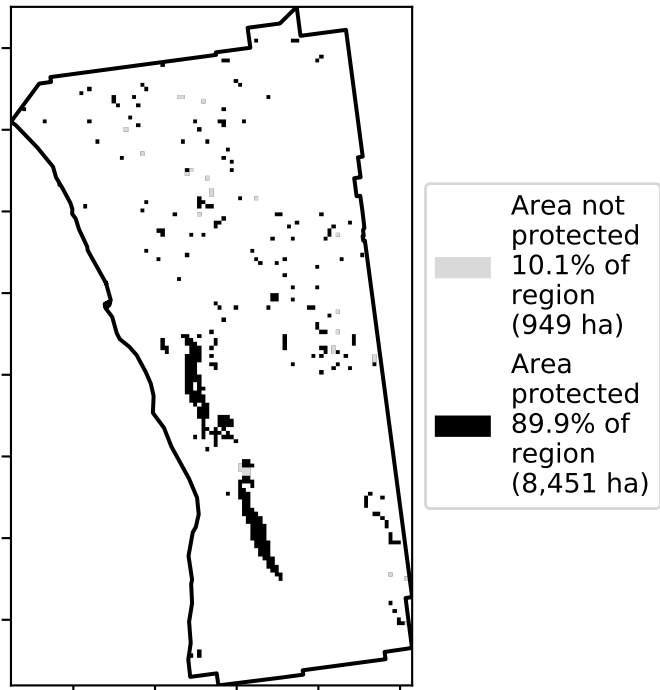 Area not
protected
10.1% of
region
(949 ha)
Area
protected
89.9% of
region
(8,451 ha)